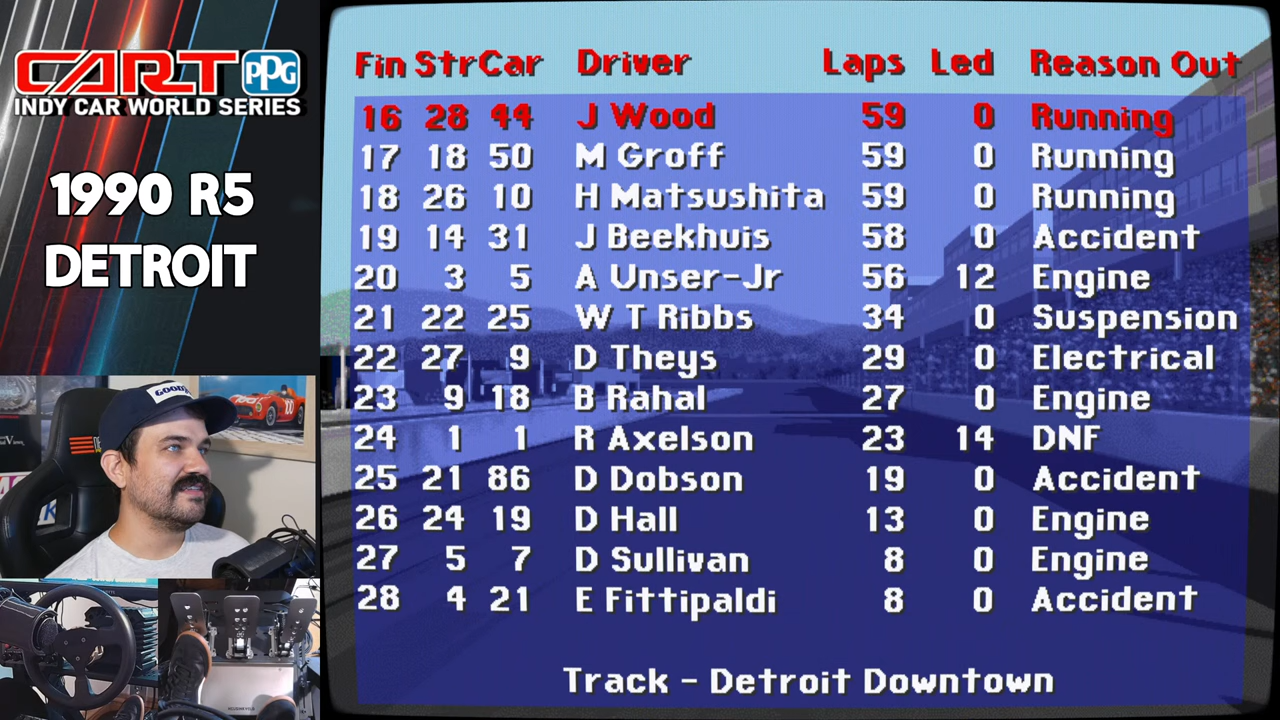 CART PPG
INDY CAR WORLD SERIES
1990 R5
DETROIT
Fin Str Car Driver Laps Led Reason Out
16 28 44 J Wood 59 0 Running
17 18 50 M Groff 59 0 Running
18 26 10 H Matsushita 59 0 Running
19 14 31 J Beekhuis 58 0 Accident
20 3 5 A Unser-Jr 56 12 Engine
21 22 25 W T Ribbs 34 0 Suspension
22 27 9 D Theys 29 0 Electrical
23 9 18 B Rahal 27 0 Engine
24 1 1 R Axelson 23 14 DNF
25 21 86 D Dobson 19 0 Accident
26 24 19 D Hall 13 0 Engine
27 5 7 D Sullivan 8 0 Engine
28 4 21 E Fittipaldi 8 0 Accident
Track - Detroit Downtown